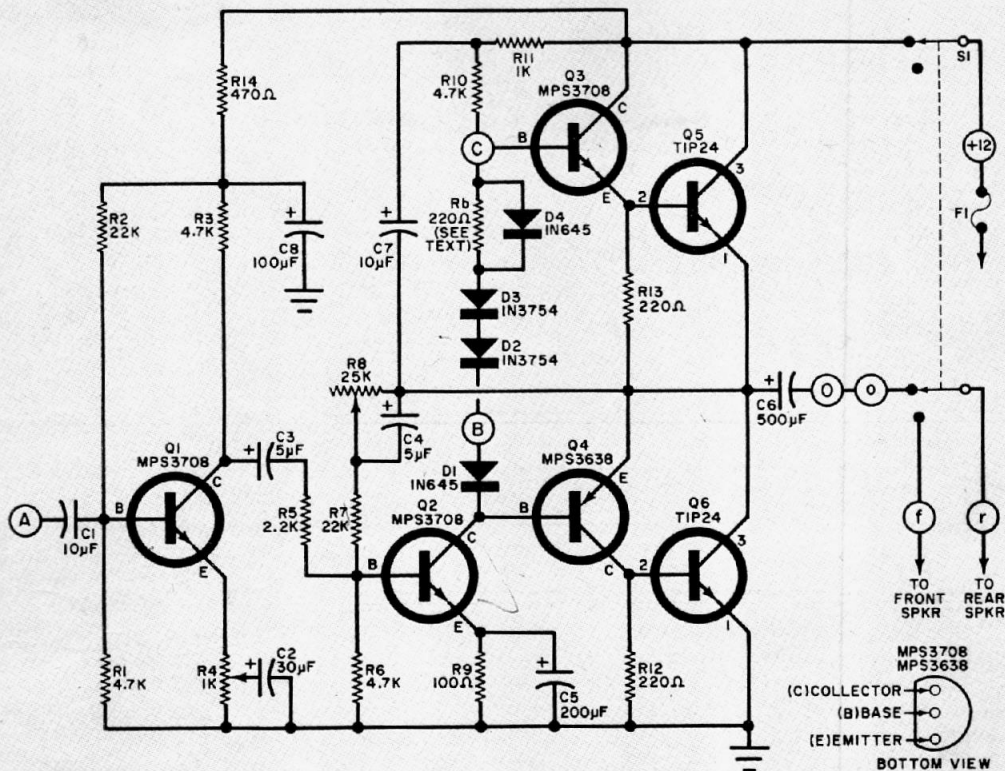 R14
470Ω
R2
22K
R3
4.7K
+
C8
100µF
R11
1K
R10
4.7K
+
C7
10µF
C
Rb
220Ω
(SEE
TEXT)
D4
IN645
D3
IN3754
D2
IN3754
Q3
MPS3708
B
C
E
Q5
TIP24
2
3
1
R13
220Ω
S1
+12
F1
R8
25K
+
C4
5µF
B
D1
IN645
+
C6
500µF
O
o
Q1
MPS3708
A
C1
10µF
B
C
E
+
C3
5µF
R5
2.2K
R7
22K
Q2
MPS3708
B
C
E
Q4
MPS3638
B
E
C
Q6
TIP24
2
3
1
f
r
TO
FRONT
SPKR
TO
REAR
SPKR
R1
4.7K
R4
1K
+
C2
30µF
R6
4.7K
R9
100Ω
+
C5
200µF
R12
220Ω
MPS3708
MPS3638
(C)COLLECTOR
(B)BASE
(E)EMITTER
BOTTOM VIEW